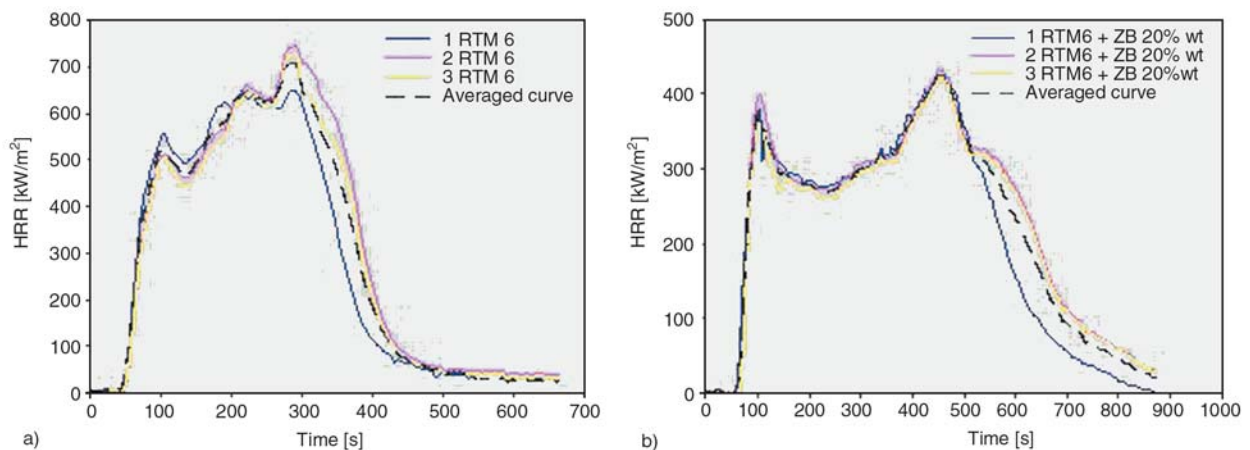 800
700
600
500
400
300
200
100
0
HRR [kW/m²]
1 RTM 6
2 RTM 6
3 RTM 6
Averaged curve
0 100 200 300 400 500 600 700
Time [s]
a)
500
400
300
200
100
0
HRR [kW/m²]
1 RTM6 + ZB 20% wt
2 RTM6 + ZB 20% wt
3 RTM6 + ZB 20%wt
Averaged curve
0 100 200 300 400 500 600 700 800 900 1000
Time [s]
b)